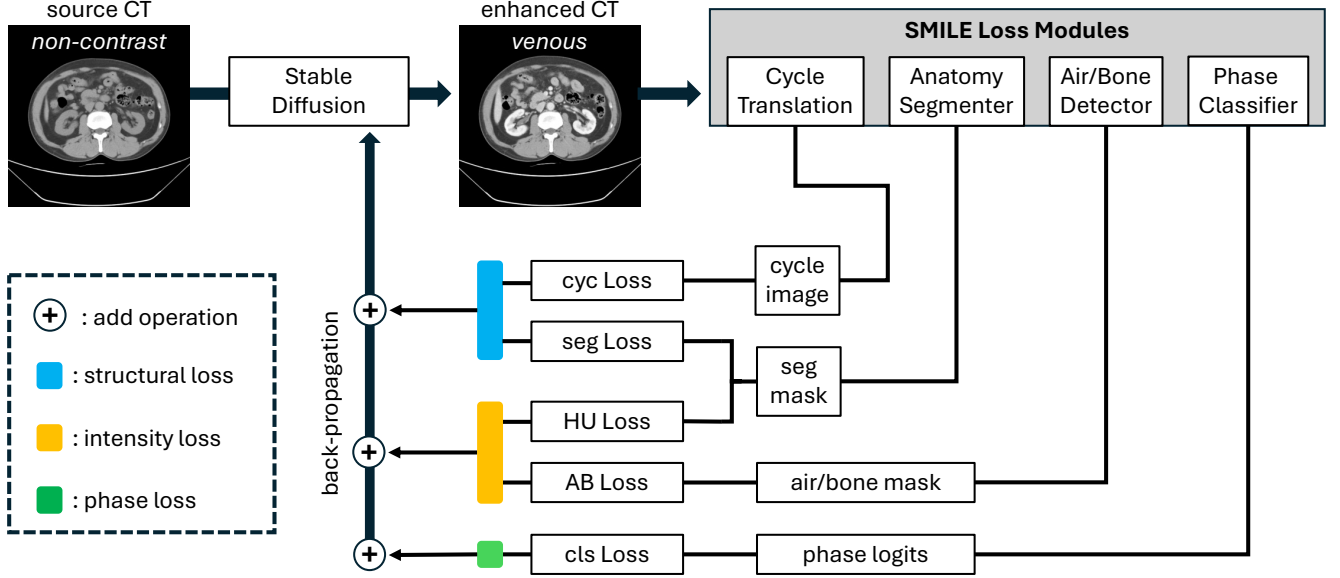 source CT
non-contrast
Stable
Diffusion
enhanced CT
venous
SMILE Loss Modules
Cycle
Translation
Anatomy
Segmenter
Air/Bone
Detector
Phase
Classifier
+ : add operation
: structural loss
: intensity loss
: phase loss
back-propagation
+
+
+
cyc Loss
cycle
image
seg Loss
seg
mask
HU Loss
AB Loss
air/bone mask
cls Loss
phase logits